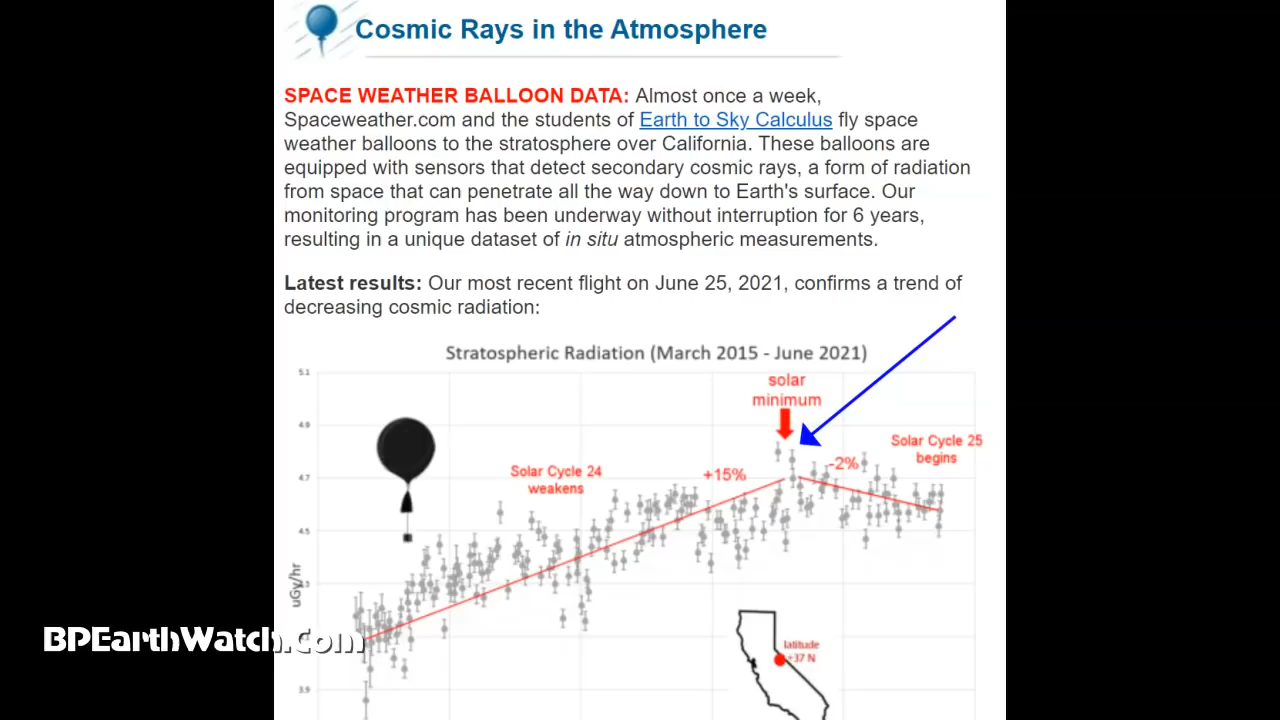 Cosmic Rays in the Atmosphere
SPACE WEATHER BALLOON DATA: Almost once a week,
Spaceweather.com and the students of Earth to Sky Calculus fly space
weather balloons to the stratosphere over California. These balloons are
equipped with sensors that detect secondary cosmic rays, a form of radiation
from space that can penetrate all the way down to Earth's surface. Our
monitoring program has been underway without interruption for 6 years,
resulting in a unique dataset of in situ atmospheric measurements.
Latest results: Our most recent flight on June 25, 2021, confirms a trend of
decreasing cosmic radiation:
Stratospheric Radiation (March 2015 - June 2021)
5.1
solar
minimum
4.9
Solar Cycle 25
begins
Solar Cycle 24
weakens
+15%
-2%
4.7
4.5
uGy/hr
BPEarthWatch.Com
latitude
+37 N
3.9